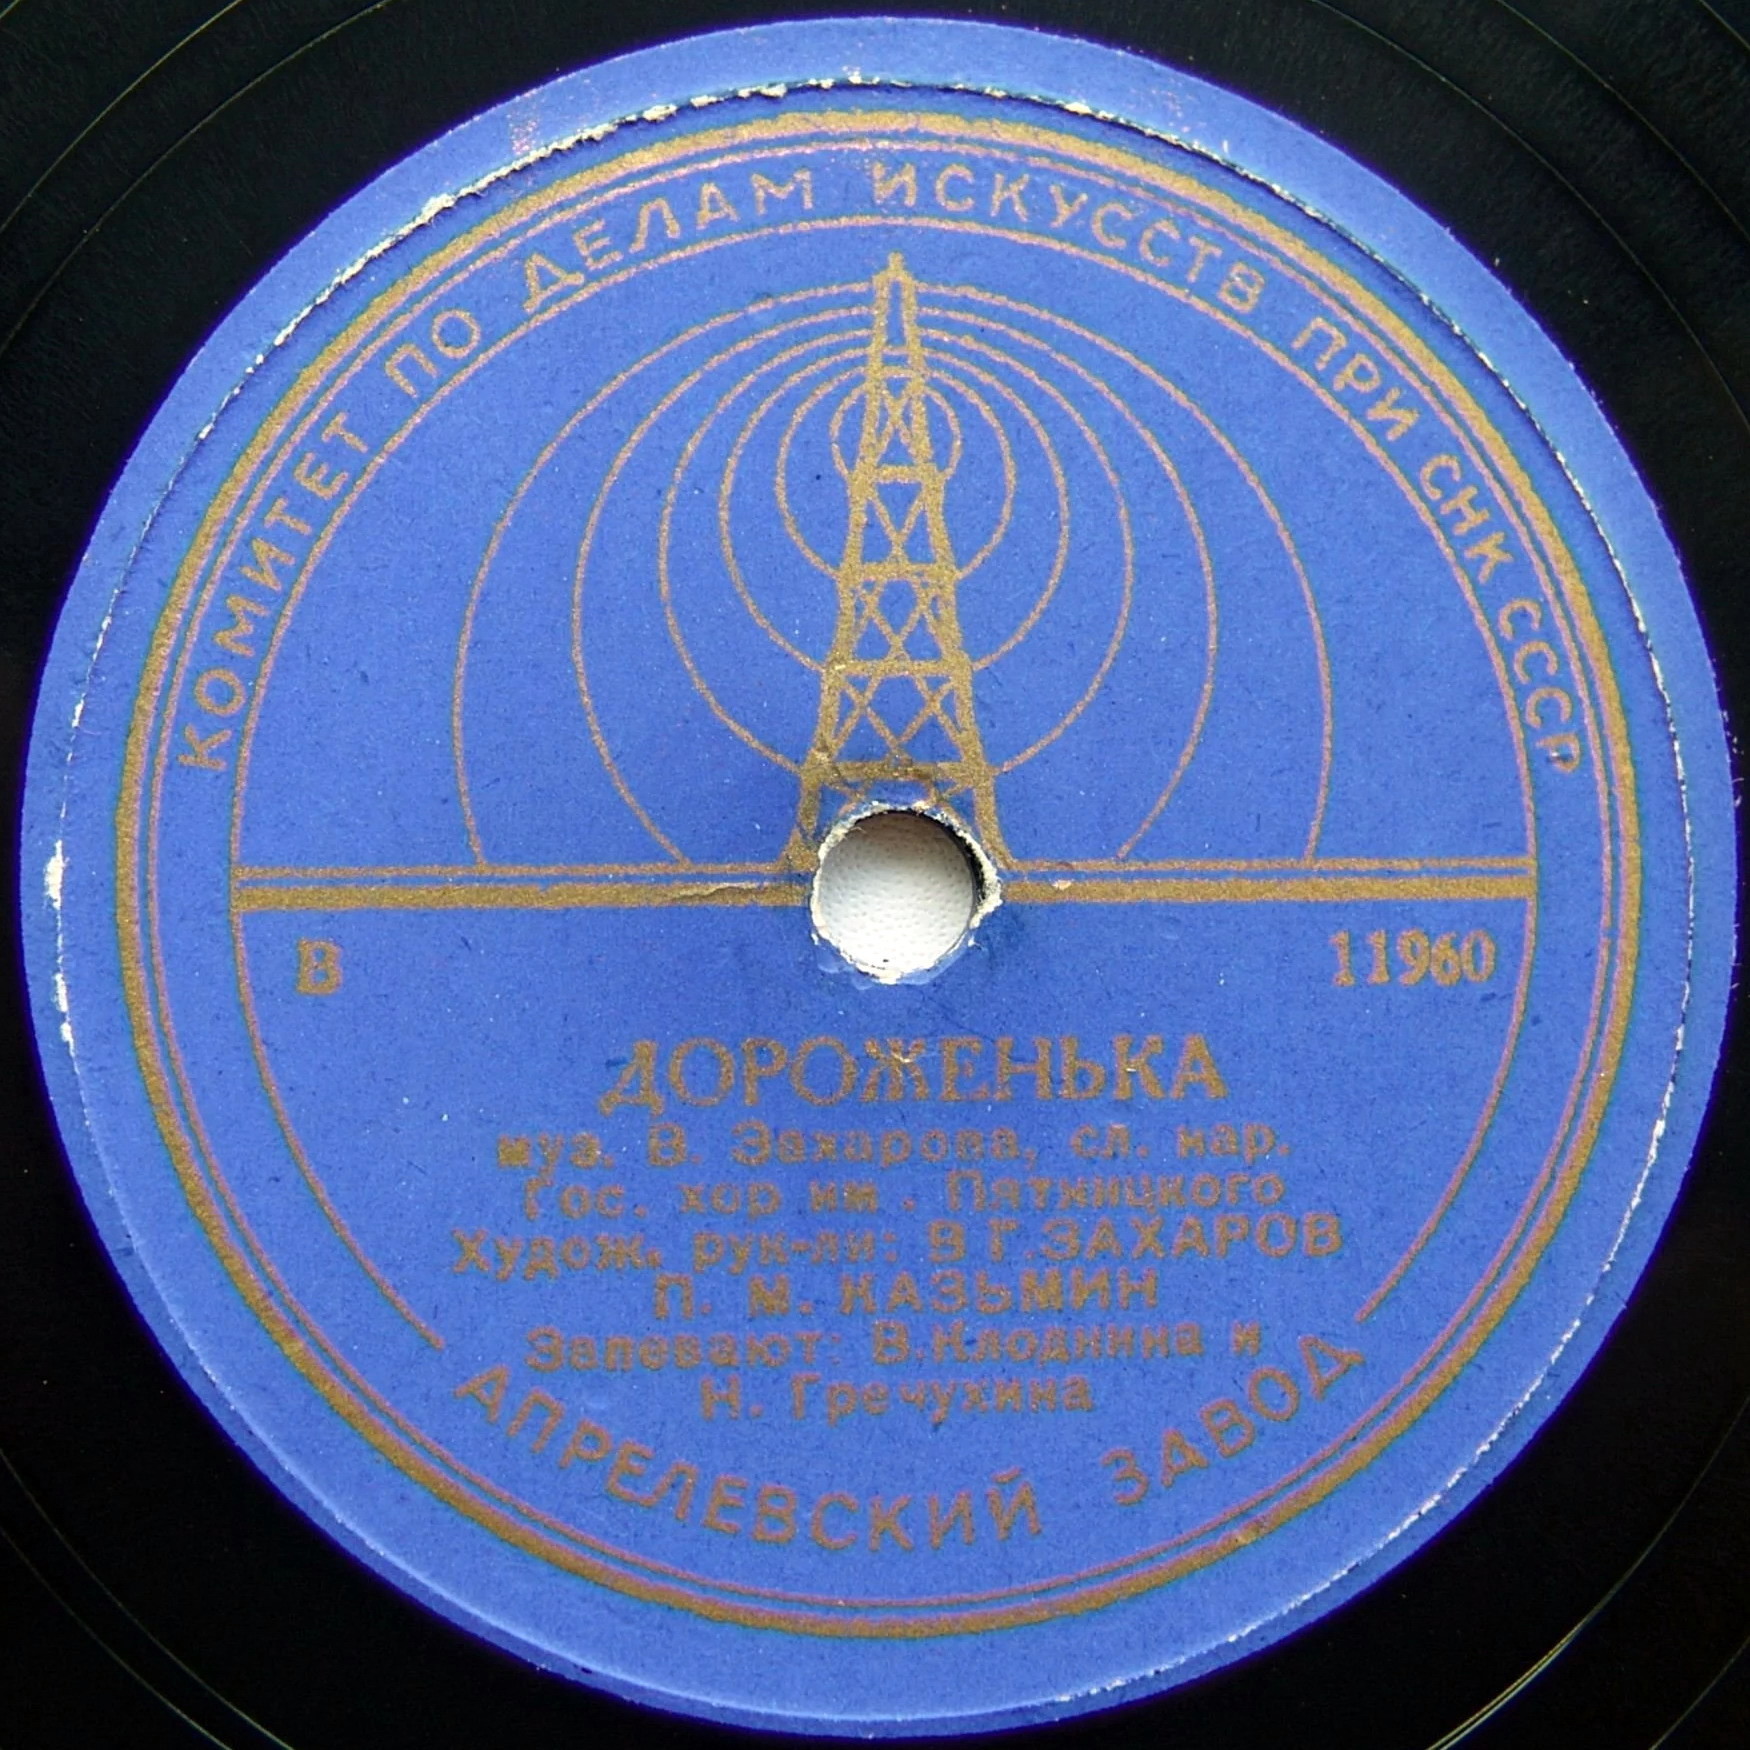 КОМИТЕТ ПО ДЕЛАМ ИСКУССТВ ПРИ СНК СССР
В 11960
ДОРОЖЕНЬКА
муз. В. Захарова, сл. нар.
Гос. хор им . Пятницкого
Худож. рук-ли: В Г.ЗАХАРОВ
П. М. КАЗЬМИН
Запевают: В.Клоднина и
Н. Гречухина
АПРЕЛЕВСКИЙ ЗАВОД